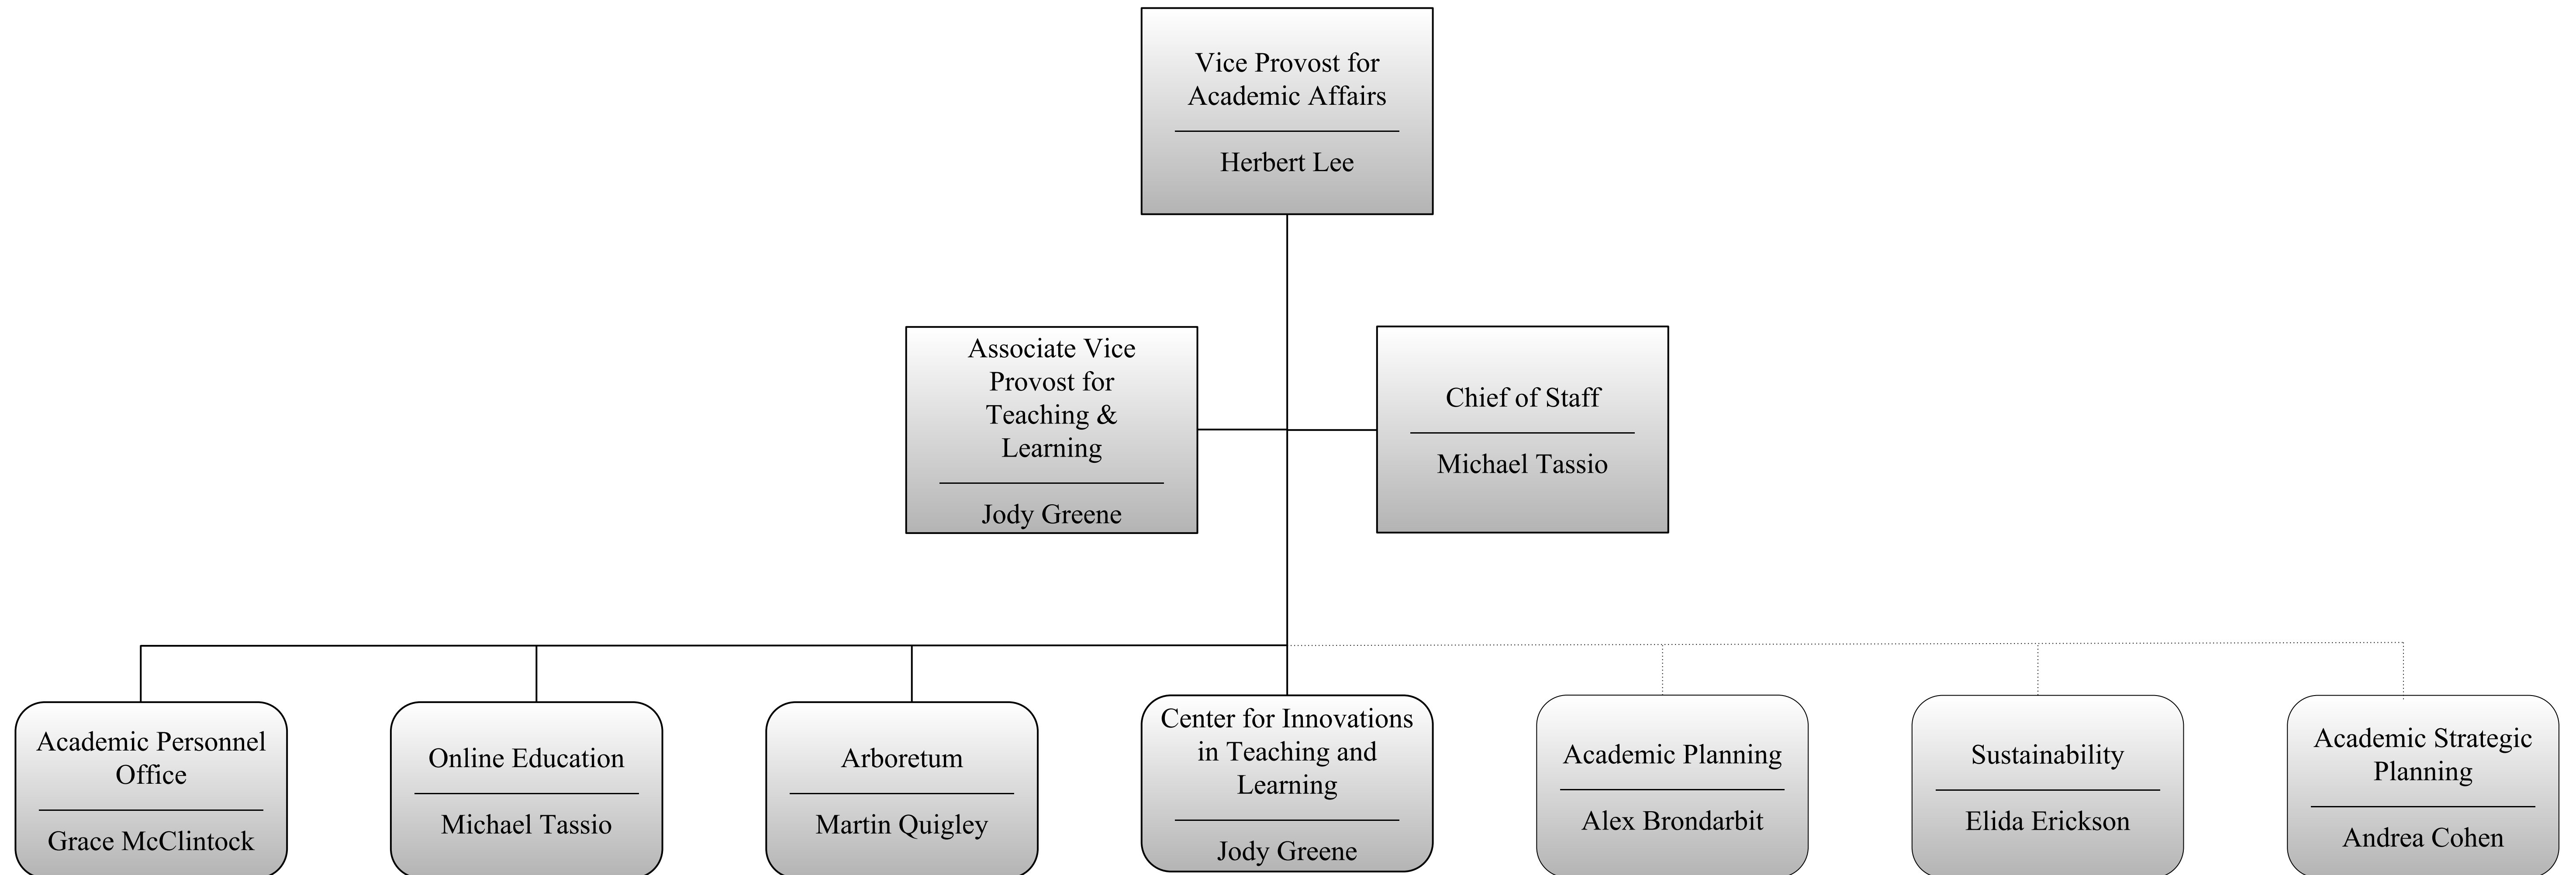 Vice Provost for
Academic Affairs
Herbert Lee
Associate Vice
Provost for
Teaching &
Learning
Jody Greene
Chief of Staff
Michael Tassio
Academic Personnel
Office
Grace McClintock
Online Education
Michael Tassio
Arboretum
Martin Quigley
Center for Innovations
in Teaching and
Learning
Jody Greene
Academic Planning
Alex Brondarbit
Sustainability
Elida Erickson
Academic Strategic
Planning
Andrea Cohen